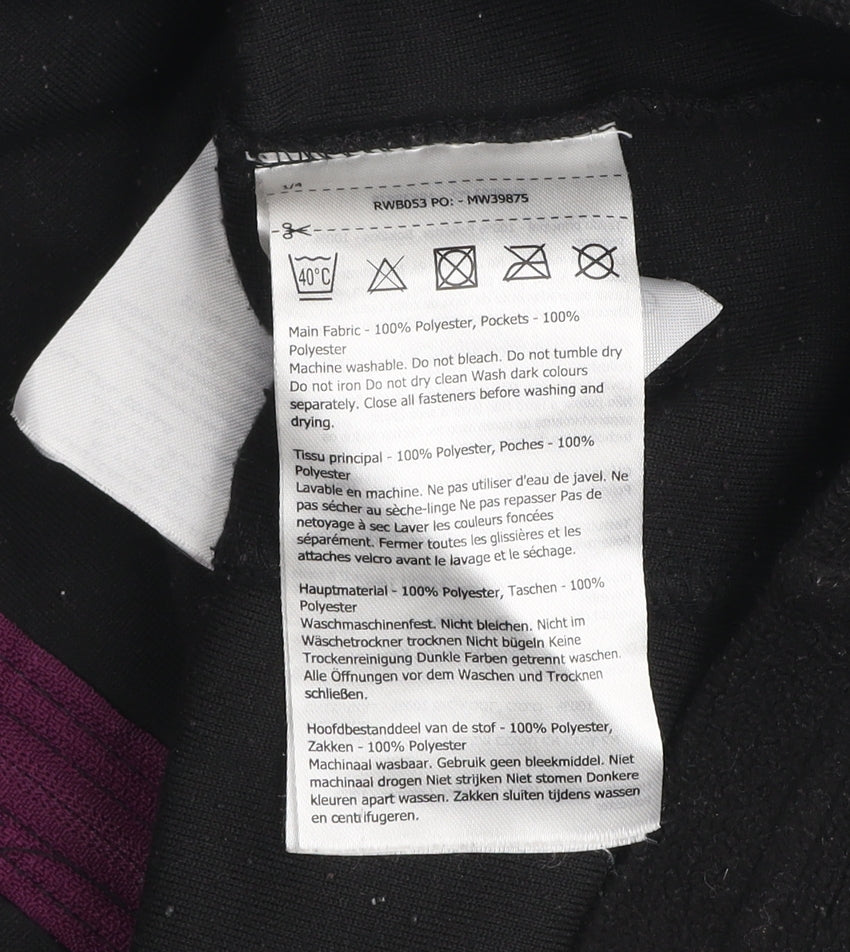 1/4
RWB053 PO: - MW39875
40°C
Main Fabric - 100% Polyester, Pockets - 100%
Polyester
Machine washable. Do not bleach. Do not tumble dry
Do not iron Do not dry clean Wash dark colours
separately. Close all fasteners before washing and
drying.
Tissu principal - 100% Polyester, Poches - 100%
Polyester
Lavable en machine. Ne pas utiliser d'eau de javel. Ne
pas sécher au sèche-linge Ne pas repasser Pas de
netoyage à sec Laver les couleurs foncées
séparément. Fermer toutes les glissières et les
attaches velcro avant le lavage et le séchage.
Hauptmaterial - 100% Polyester, Taschen - 100%
Polyester
Waschmaschinenfest. Nicht bleichen. Nicht im
Wäschetrockner trocknen Nicht bügeln Keine
Trockenreinigung Dunkle Farben getrennt waschen.
Alle Öffnungen vor dem Waschen und Trocknen
schließen.
Hoofdbestanddeel van de stof - 100% Polyester,
Zakken - 100% Polyester
Machinaal wasbaar. Gebruik geen bleekmiddel. Niet
machinaal drogen Niet strijken Niet stomen Donkere
kleuren apart wassen. Zakken sluiten tijdens wassen
en centrifugeren.